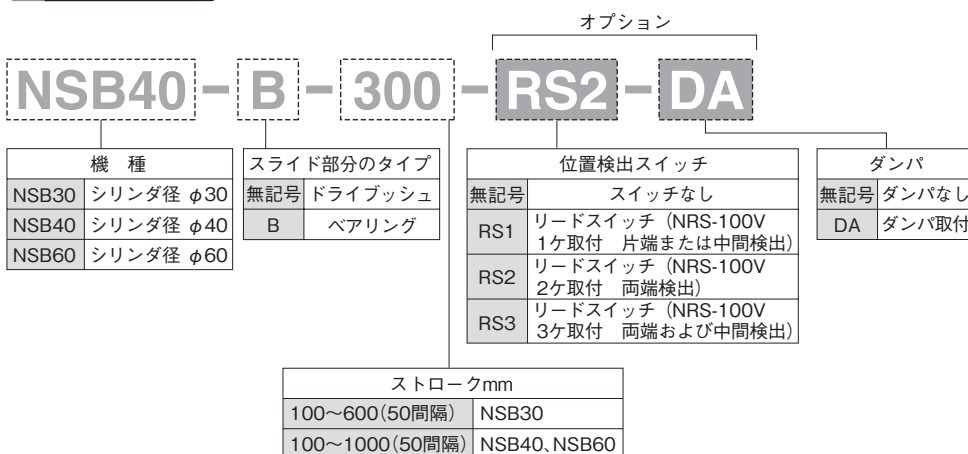 オプション
NSB40-B-300-RS2-DA
機 種
NSB30 シリンダ径 φ30
NSB40 シリンダ径 φ40
NSB60 シリンダ径 φ60
スライド部分のタイプ
無記号 ドライブッシュ
B ベアリング
位置検出スイッチ
無記号 スイッチなし
RS1 リードスイッチ（NRS-100V
1ケ取付 片端または中間検出）
RS2 リードスイッチ（NRS-100V
2ケ取付 両端検出）
RS3 リードスイッチ（NRS-100V
3ケ取付 両端および中間検出）
ダンパ
無記号 ダンパなし
DA ダンパ取付
ストロークmm
100～600（50間隔） NSB30
100～1000（50間隔） NSB40、NSB60